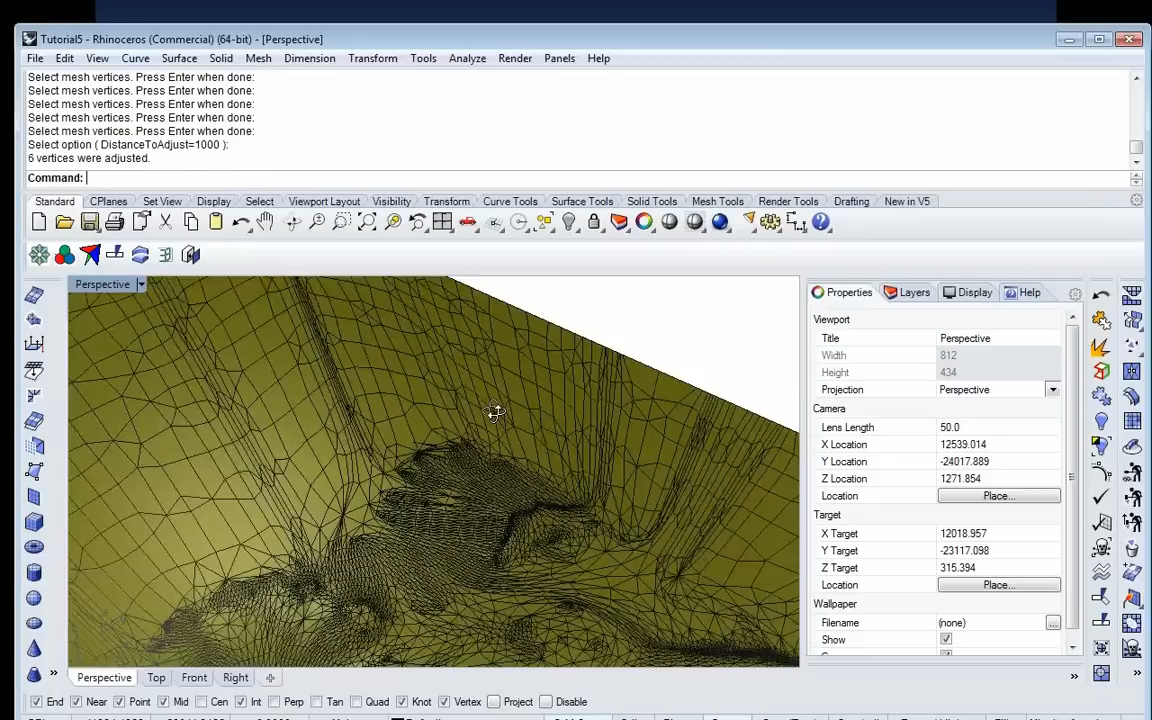 Tutorial5 - Rhinoceros (Commercial) (64-bit) - [Perspective]
File Edit View Curve Surface Solid Mesh Dimension Transform Tools Analyze Render Panels Help
Select mesh vertices. Press Enter when done:
Select mesh vertices. Press Enter when done:
Select mesh vertices. Press Enter when done:
Select mesh vertices. Press Enter when done:
Select mesh vertices. Press Enter when done:
Select option ( DistanceToAdjust=1000 ):
6 vertices were adjusted.
Command:
Standard CPlanes Set View Display Select Viewport Layout Visibility Transform Curve Tools Surface Tools Solid Tools Mesh Tools Render Tools Drafting New in V5
Perspective
Properties Layers Display Help
Viewport
Title Perspective
Width 812
Height 434
Projection Perspective
Camera
Lens Length 50.0
X Location 12539.014
Y Location -24017.889
Z Location 1271.854
Location Place...
Target
X Target 12018.957
Y Target -23117.098
Z Target 315.394
Location Place...
Wallpaper
Filename (none) ...
Show
Perspective Top Front Right
End Near Point Mid Cen Int Perp Tan Quad Knot Vertex Project Disable